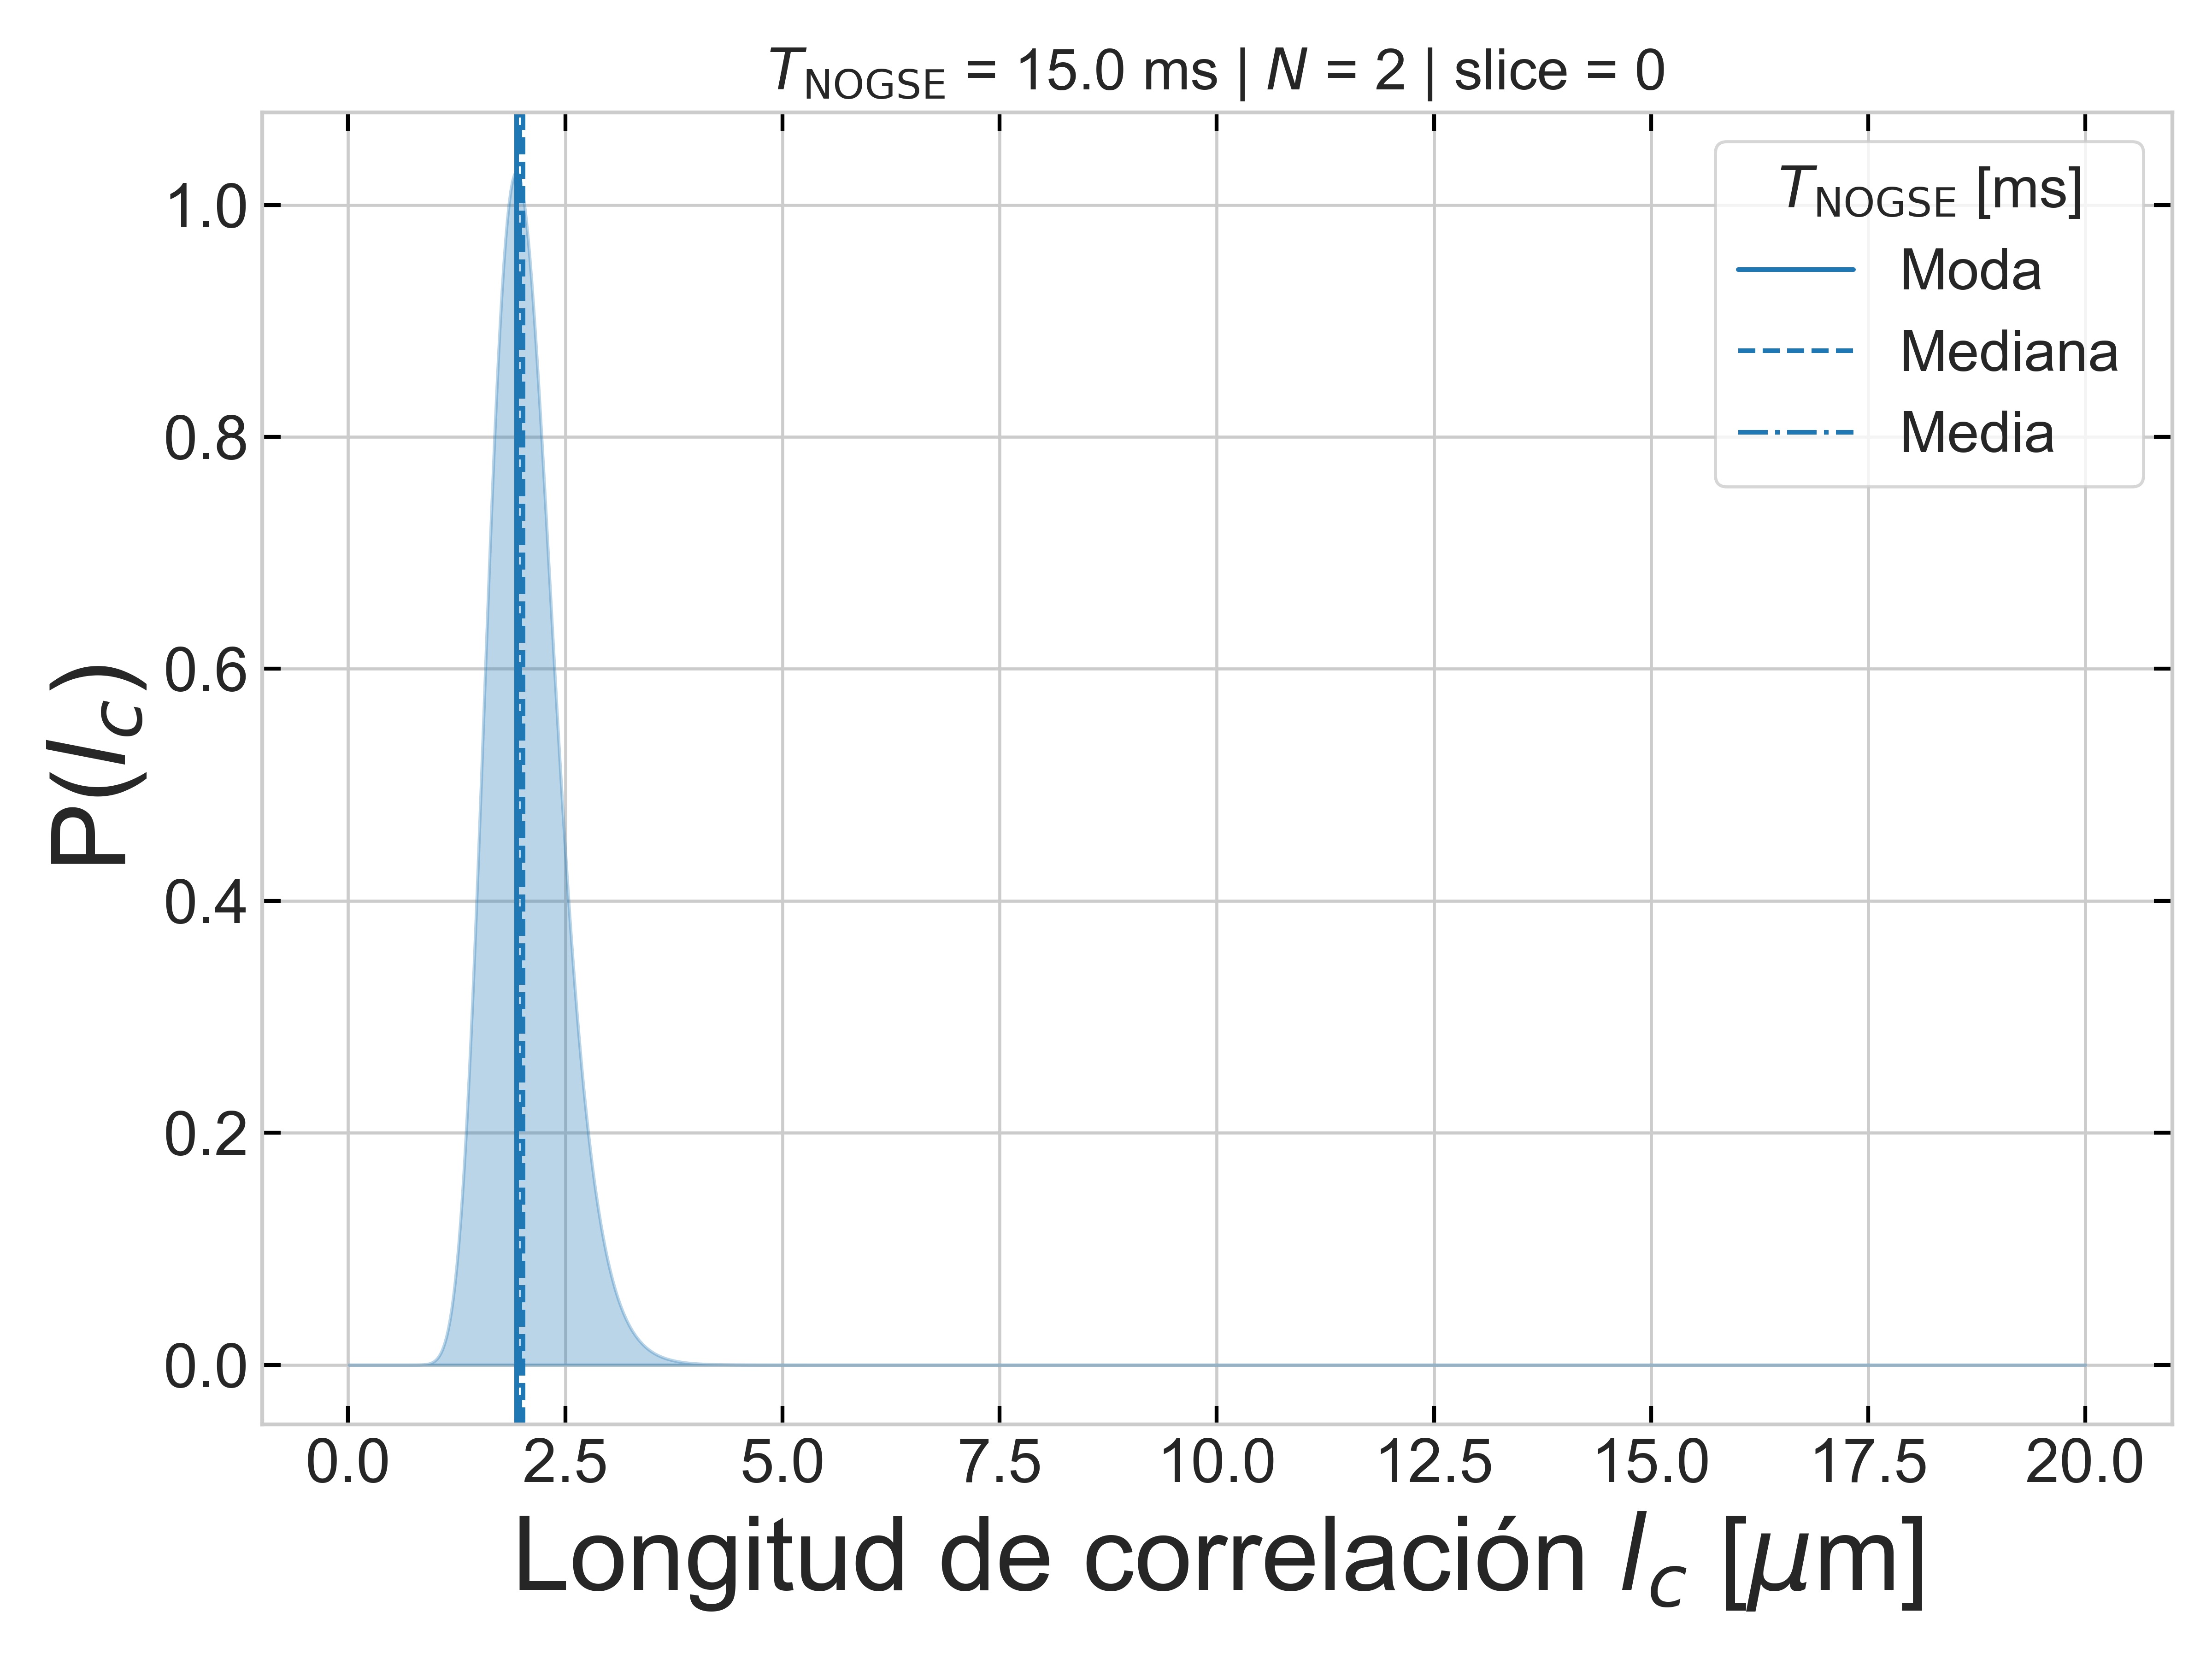 T_NOGSE = 15.0 ms | N = 2 | slice = 0
T_NOGSE [ms]
Moda
Mediana
Media
1.0
0.8
0.6
0.4
0.2
0.0
P(l_c)
0.0 2.5 5.0 7.5 10.0 12.5 15.0 17.5 20.0
Longitud de correlación l_c [μm]